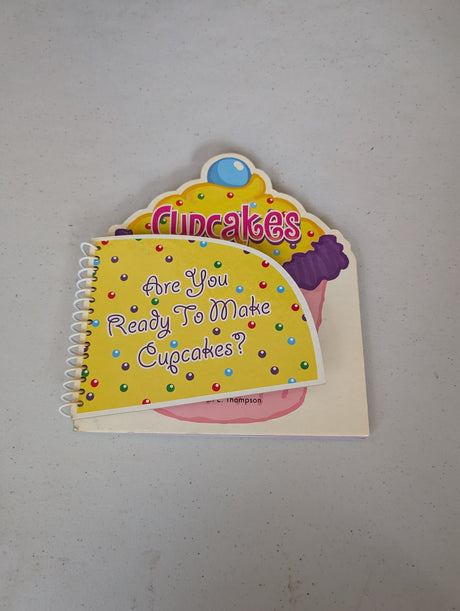 Cupcakes
Are You
Ready To Make
Cupcakes?
C. Thompson